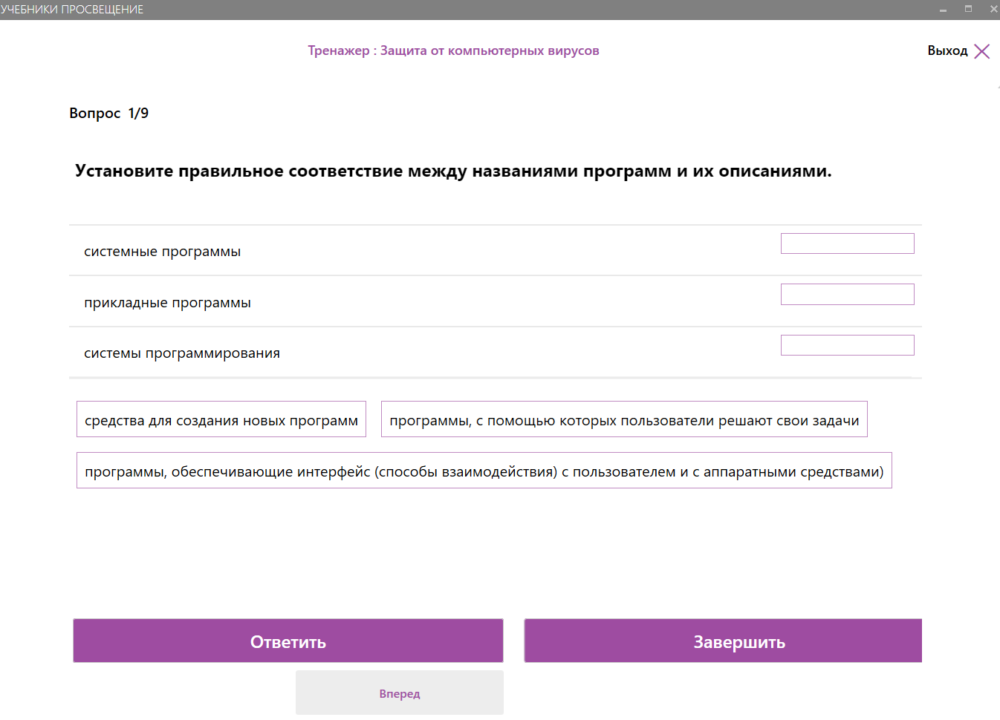 УЧЕБНИКИ ПРОСВЕЩЕНИЕ
Тренажер : Защита от компьютерных вирусов
Выход
Вопрос 1/9
Установите правильное соответствие между названиями программ и их описаниями.
системные программы
прикладные программы
системы программирования
средства для создания новых программ
программы, с помощью которых пользователи решают свои задачи
программы, обеспечивающие интерфейс (способы взаимодействия) с пользователем и с аппаратными средствами)
Ответить
Завершить
Вперед